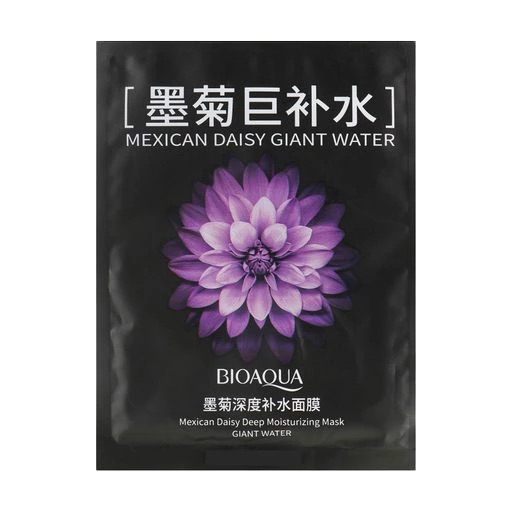 [墨菊巨补水]
MEXICAN DAISY GIANT WATER
BIOAQUA
墨菊深度补水面膜
Mexican Daisy Deep Moisturizing Mask
GIANT WATER